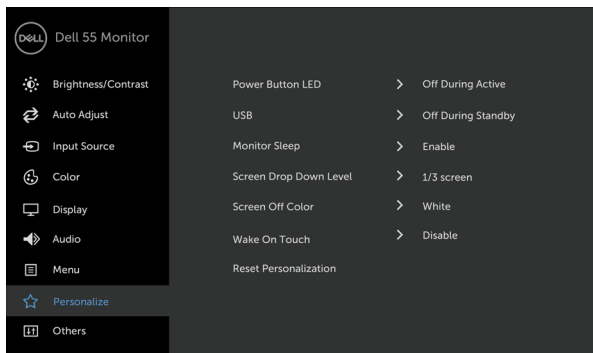 DELL Dell 55 Monitor
Brightness/Contrast
Auto Adjust
Input Source
Color
Display
Audio
Menu
Personalize
Others
Power Button LED > Off During Active
USB > Off During Standby
Monitor Sleep > Enable
Screen Drop Down Level > 1/3 screen
Screen Off Color > White
Wake On Touch > Disable
Reset Personalization